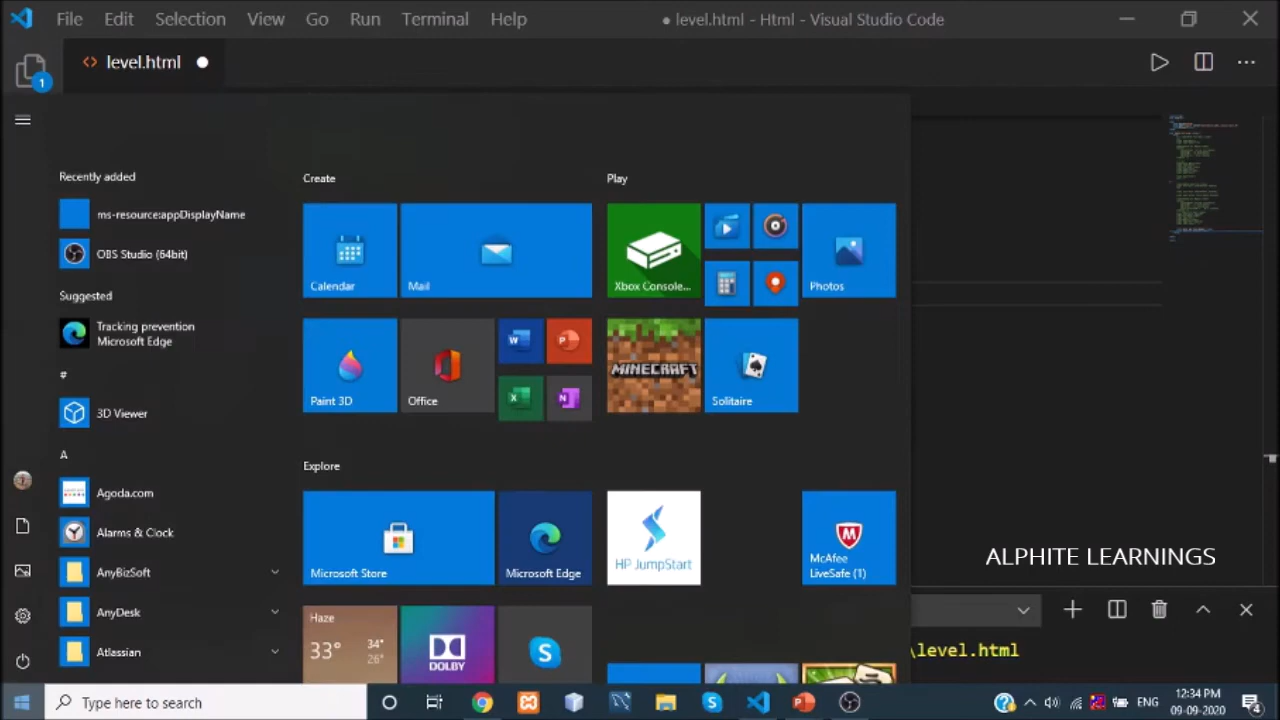 File Edit Selection View Go Run Terminal Help ● level.html - Html - Visual Studio Code
level.html
1
Recently added
ms-resource:appDisplayName
OBS Studio (64bit)
Suggested
Tracking prevention
Microsoft Edge
#
3D Viewer
A
Agoda.com
Alarms & Clock
AnyBizSoft
AnyDesk
Atlassian
Create
Calendar
Mail
Paint 3D
Office
Explore
Microsoft Store
Microsoft Edge
Haze
33° 34°
26°
DOLBY
Play
Xbox Console...
Photos
MINECRAFT
Solitaire
HP JumpStart
McAfee
LiveSafe (1)
ALPHITE LEARNINGS
\level.html
Type here to search
ENG
12:34 PM
09-09-2020
4